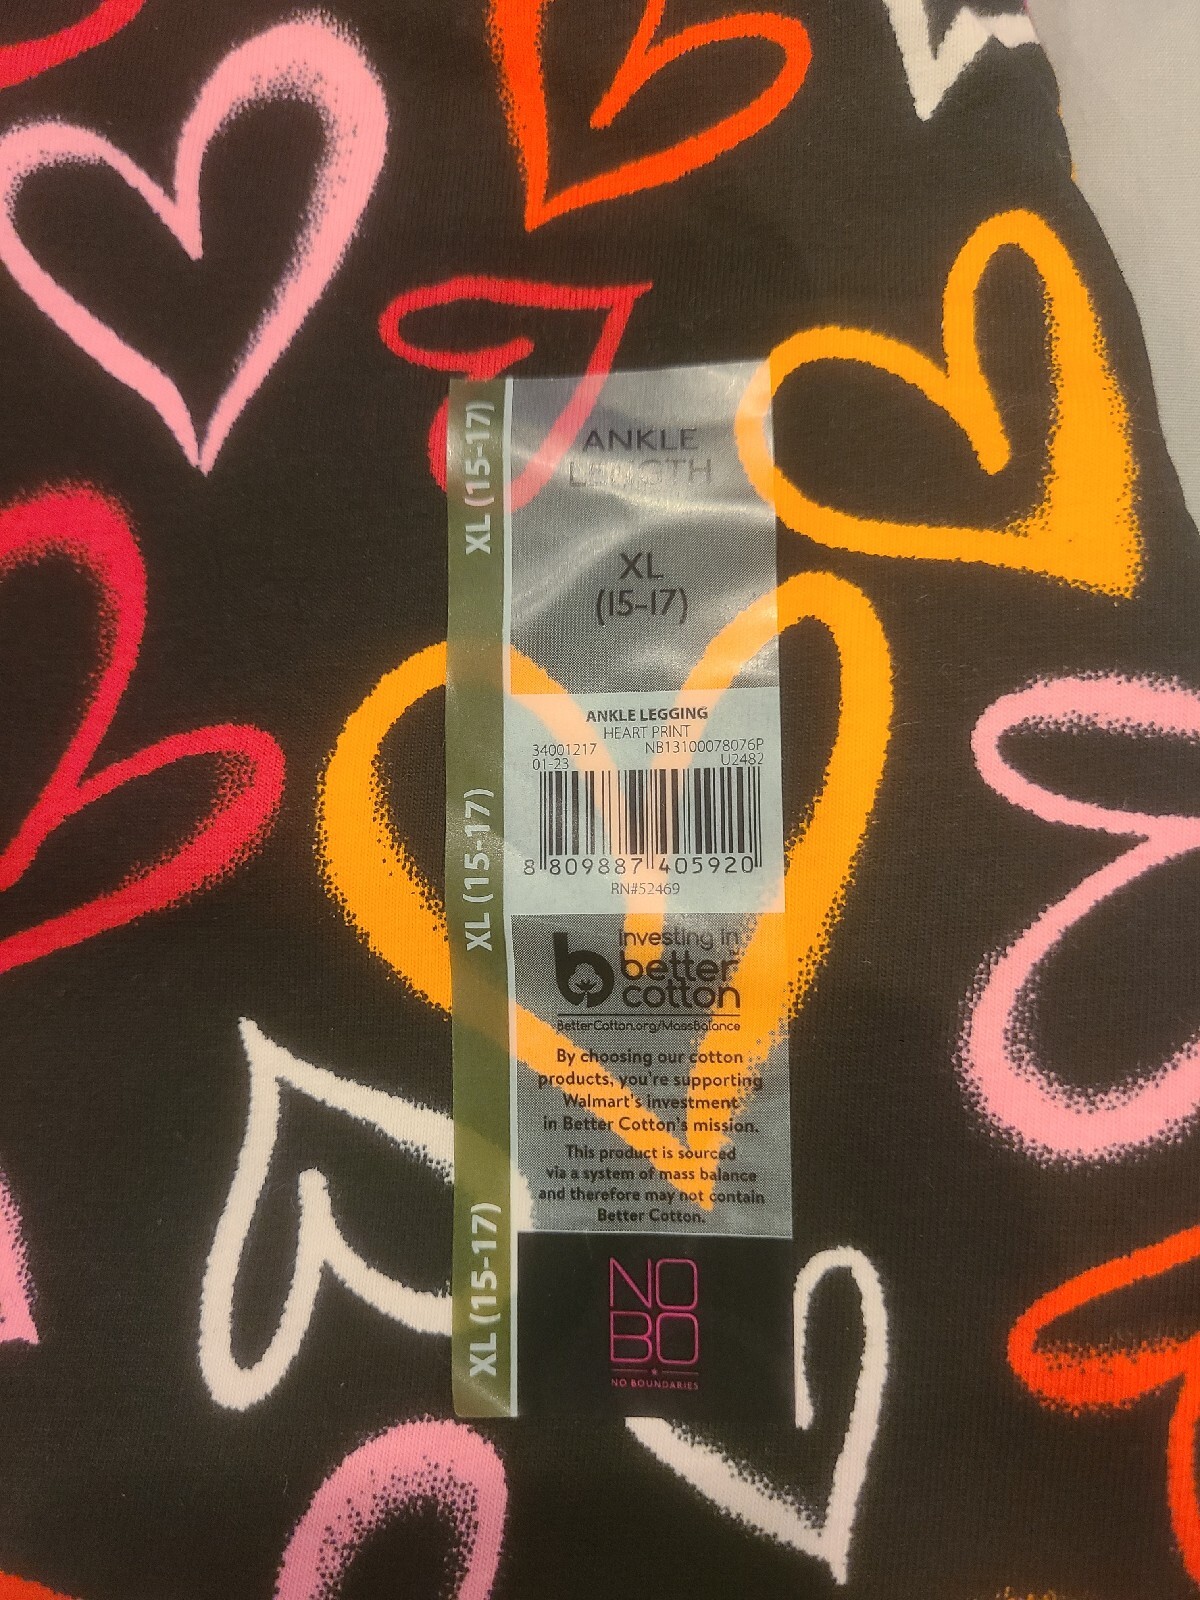 XL (15-17)
ANKLE
LENGTH
XL
(15-17)
ANKLE LEGGING
HEART PRINT
34001217 NB13100078076P
01-23 U2482
8 809887 405920
RN#52469
XL (15-17)
investing in
better
cotton
BetterCotton.org/MassBalance
By choosing our cotton
products, you're supporting
Walmart's investment
in Better Cotton's mission.
This product is sourced
via a system of mass balance
and therefore may not contain
Better Cotton.
XL (15-17)
NO
BO
NO BOUNDARIES